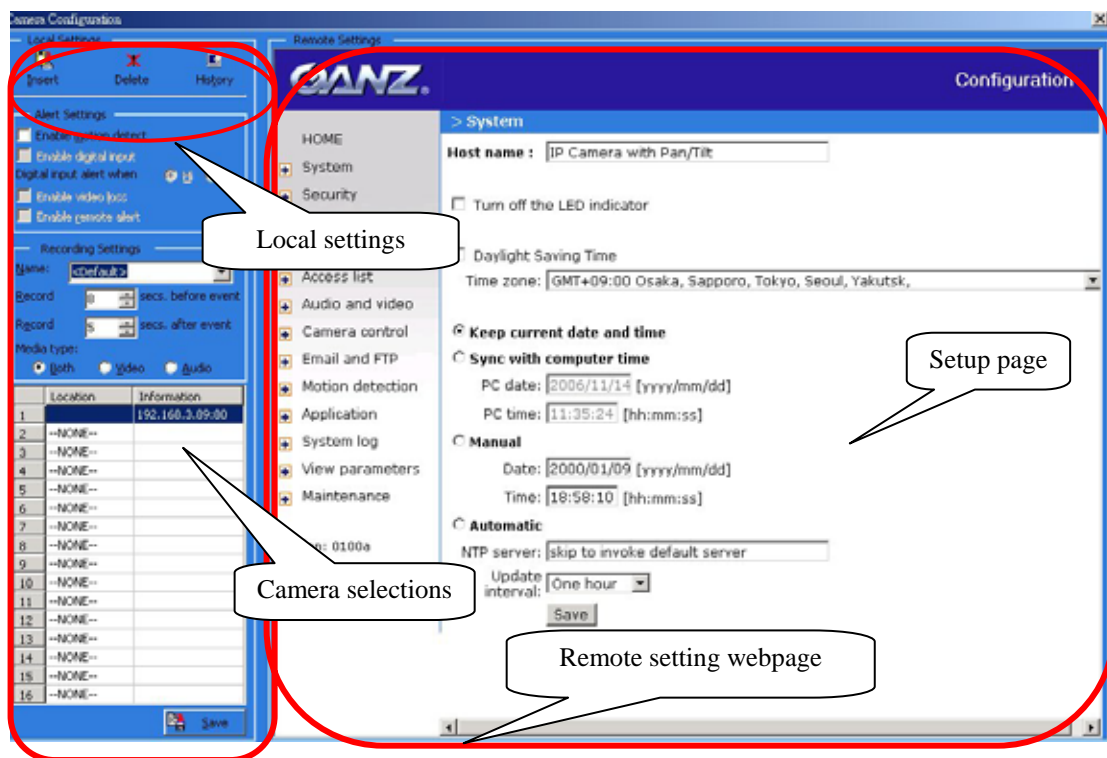 Camera Configuration
Local Settings
Insert
Delete
History
Alert Settings
Enable motion detect
Enable digital input
Digital input alert when
H
Enable video loss
Enable remote alert
Recording Settings
Name:
<Default>
Record
0
secs. before event
Record
5
secs. after event
Media type:
Both
Video
Audio
Location
Information
1
192.168.3.89:80
2 --NONE--
3 --NONE--
4 --NONE--
5 --NONE--
6 --NONE--
7 --NONE--
8 --NONE--
9 --NONE--
10 --NONE--
11 --NONE--
12 --NONE--
13 --NONE--
14 --NONE--
15 --NONE--
16 --NONE--
Save
Remote Settings
GANZ.
Configuration
HOME
System
Security
Access list
Audio and video
Camera control
Email and FTP
Motion detection
Application
System log
View parameters
Maintenance
0100a
> System
Host name : IP Camera with Pan/Tilt
Turn off the LED indicator
Daylight Saving Time
Time zone: GMT+09:00 Osaka, Sapporo, Tokyo, Seoul, Yakutsk,
Keep current date and time
Sync with computer time
PC date: 2006/11/14 [yyyy/mm/dd]
PC time: 11:35:24 [hh:mm:ss]
Manual
Date: 2000/01/09 [yyyy/mm/dd]
Time: 18:58:10 [hh:mm:ss]
Automatic
NTP server: skip to invoke default server
Update
interval: One hour
Save
Local settings
Setup page
Camera selections
Remote setting webpage